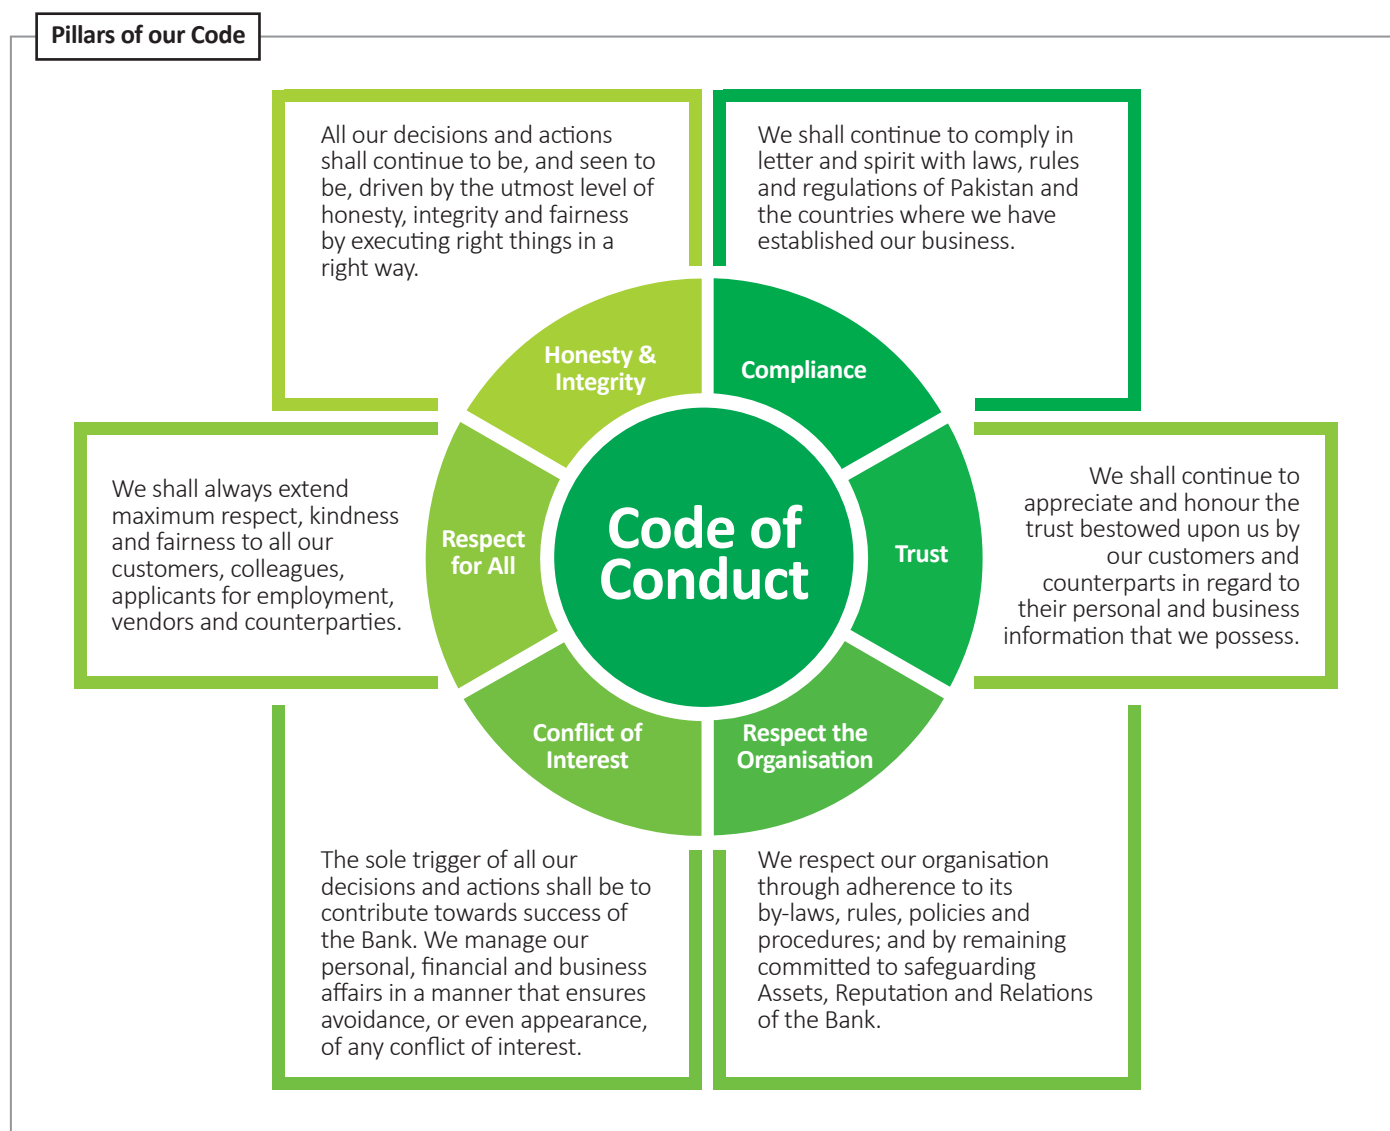 Pillars of our Code
All our decisions and actions
shall continue to be, and seen to
be, driven by the utmost level of
honesty, integrity and fairness
by executing right things in a
right way.
We shall continue to comply in
letter and spirit with laws, rules
and regulations of Pakistan and
the countries where we have
established our business.
Honesty &
Integrity
Compliance
We shall always extend
maximum respect, kindness
and fairness to all our
customers, colleagues,
applicants for employment,
vendors and counterparties.
Respect
for All
Code of
Conduct
Trust
We shall continue to
appreciate and honour the
trust bestowed upon us by
our customers and
counterparts in regard to
their personal and business
information that we possess.
Conflict of
Interest
Respect the
Organisation
The sole trigger of all our
decisions and actions shall be to
contribute towards success of
the Bank. We manage our
personal, financial and business
affairs in a manner that ensures
avoidance, or even appearance,
of any conflict of interest.
We respect our organisation
through adherence to its
by-laws, rules, policies and
procedures; and by remaining
committed to safeguarding
Assets, Reputation and Relations
of the Bank.